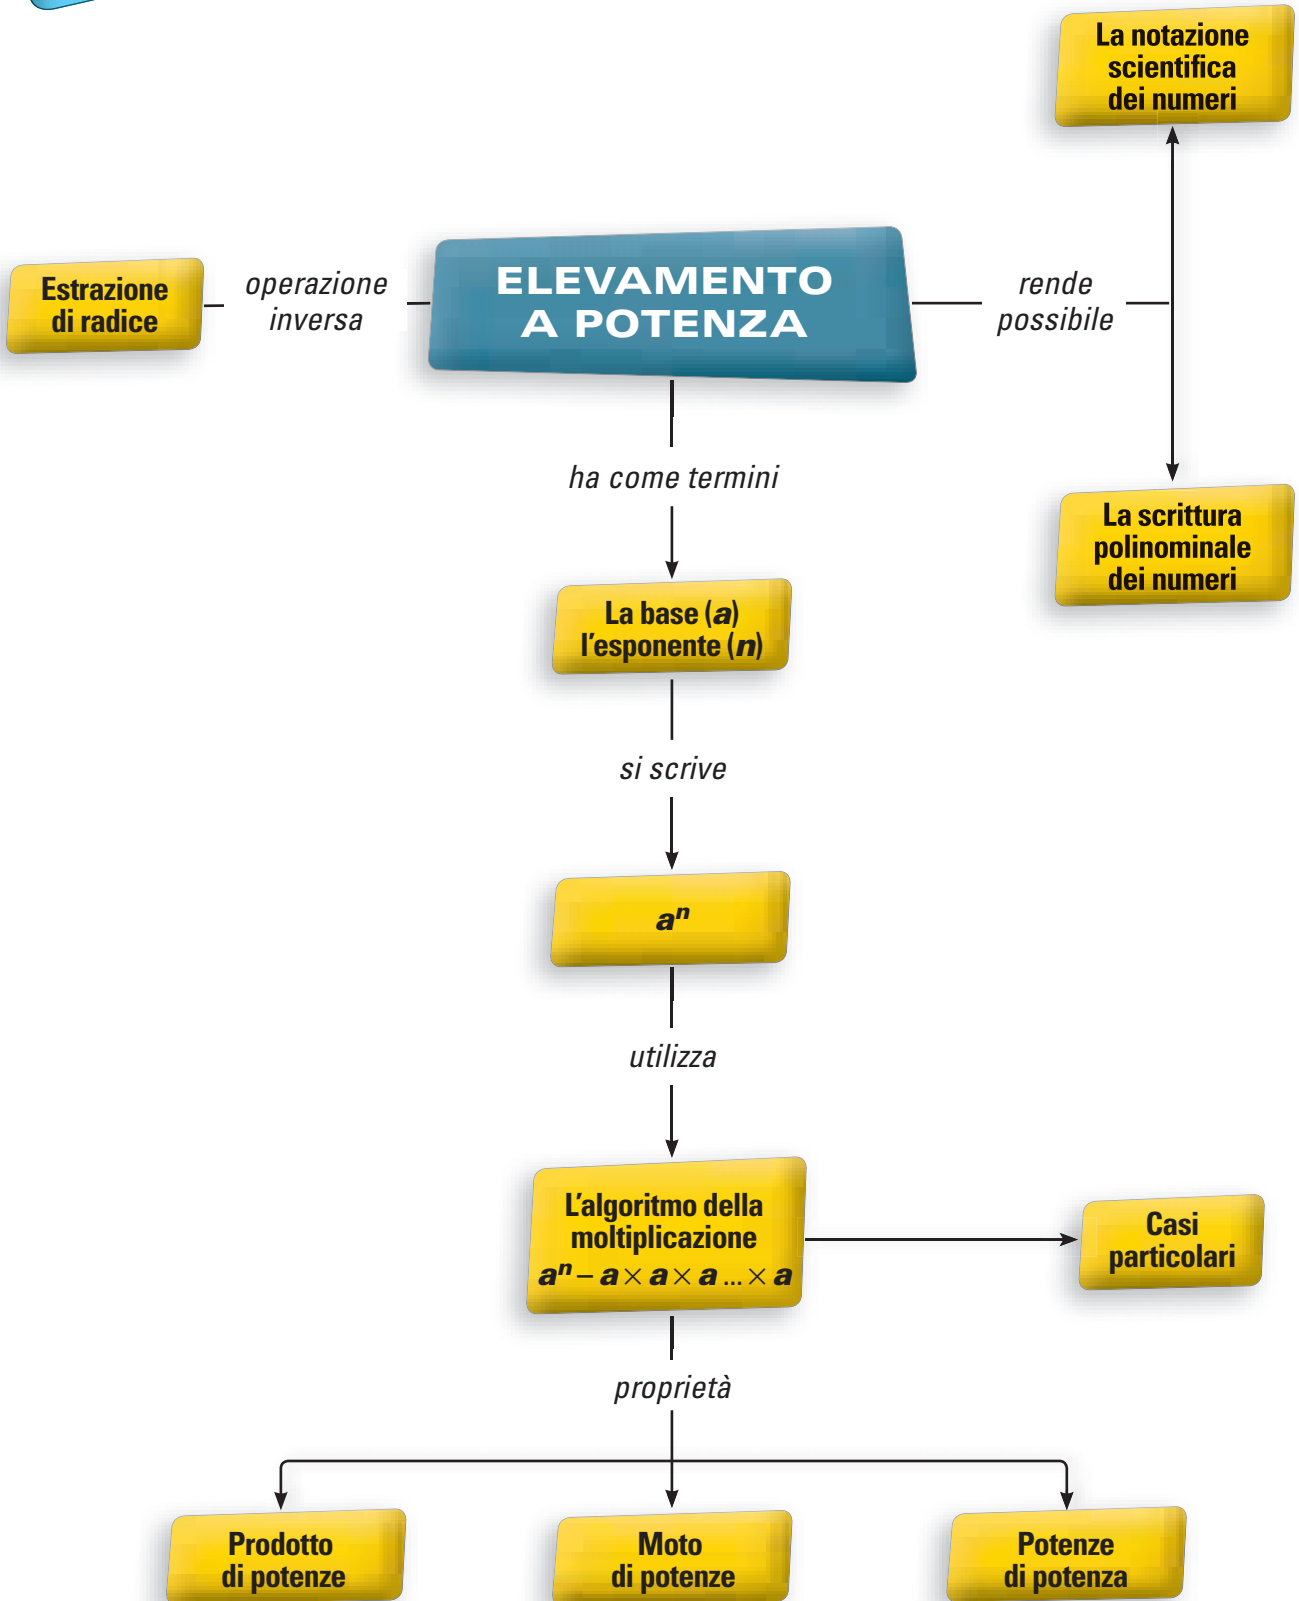 La notazione
scientifica
dei numeri
Estrazione
di radice
operazione
inversa
ELEVAMENTO
A POTENZA
rende
possibile
ha come termini
La scrittura
polinominale
dei numeri
La base (a)
l'esponente (n)
si scrive
aⁿ
utilizza
L'algoritmo della
moltiplicazione
aⁿ – a × a × a ... × a
Casi
particolari
proprietà
Prodotto
di potenze
Moto
di potenze
Potenze
di potenza